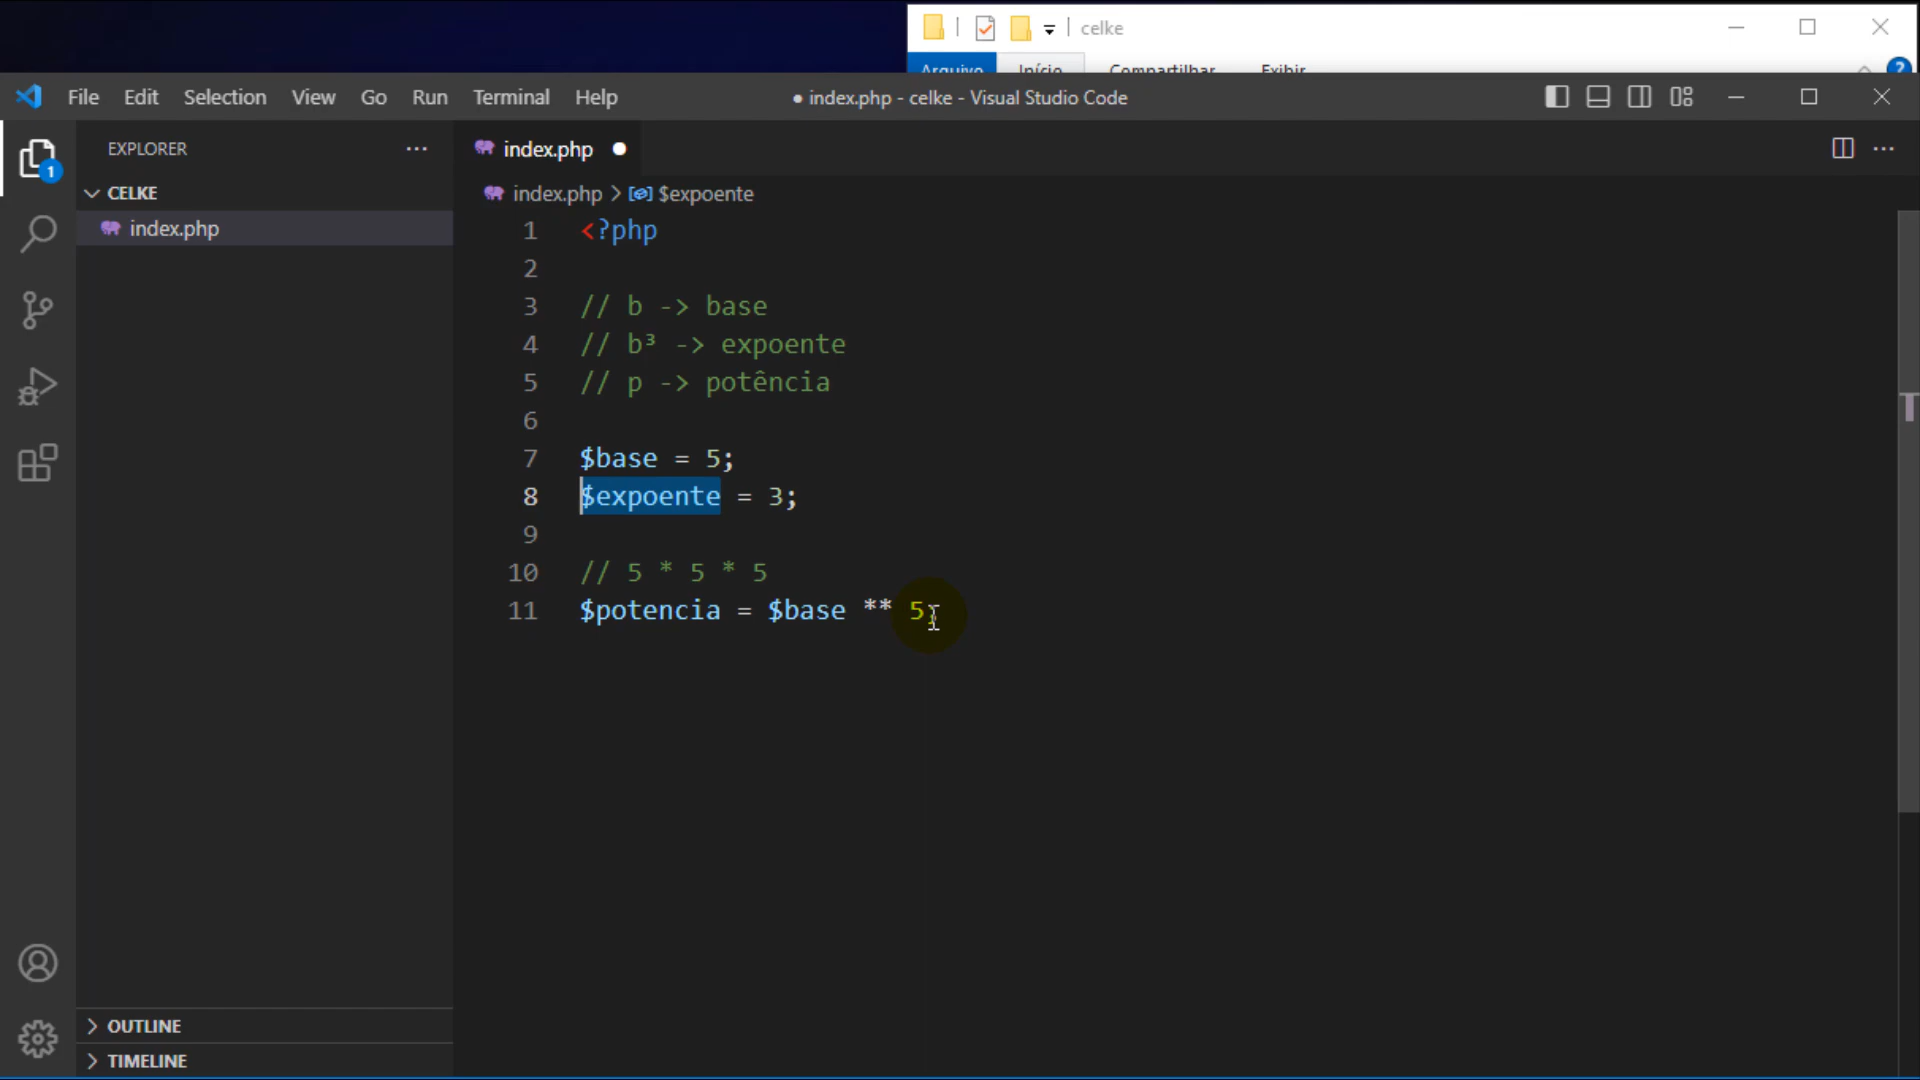 celke
Arquivo Início Compartilhar Exibir
File Edit Selection View Go Run Terminal Help
● index.php - celke - Visual Studio Code
EXPLORER
1
CELKE
index.php
index.php
index.php > $expoente
1 <?php
2
3 // b -> base
4 // b³ -> expoente
5 // p -> potência
6
7 $base = 5;
8 $expoente = 3;
9
10 // 5 * 5 * 5
11 $potencia = $base ** 5;
OUTLINE
TIMELINE